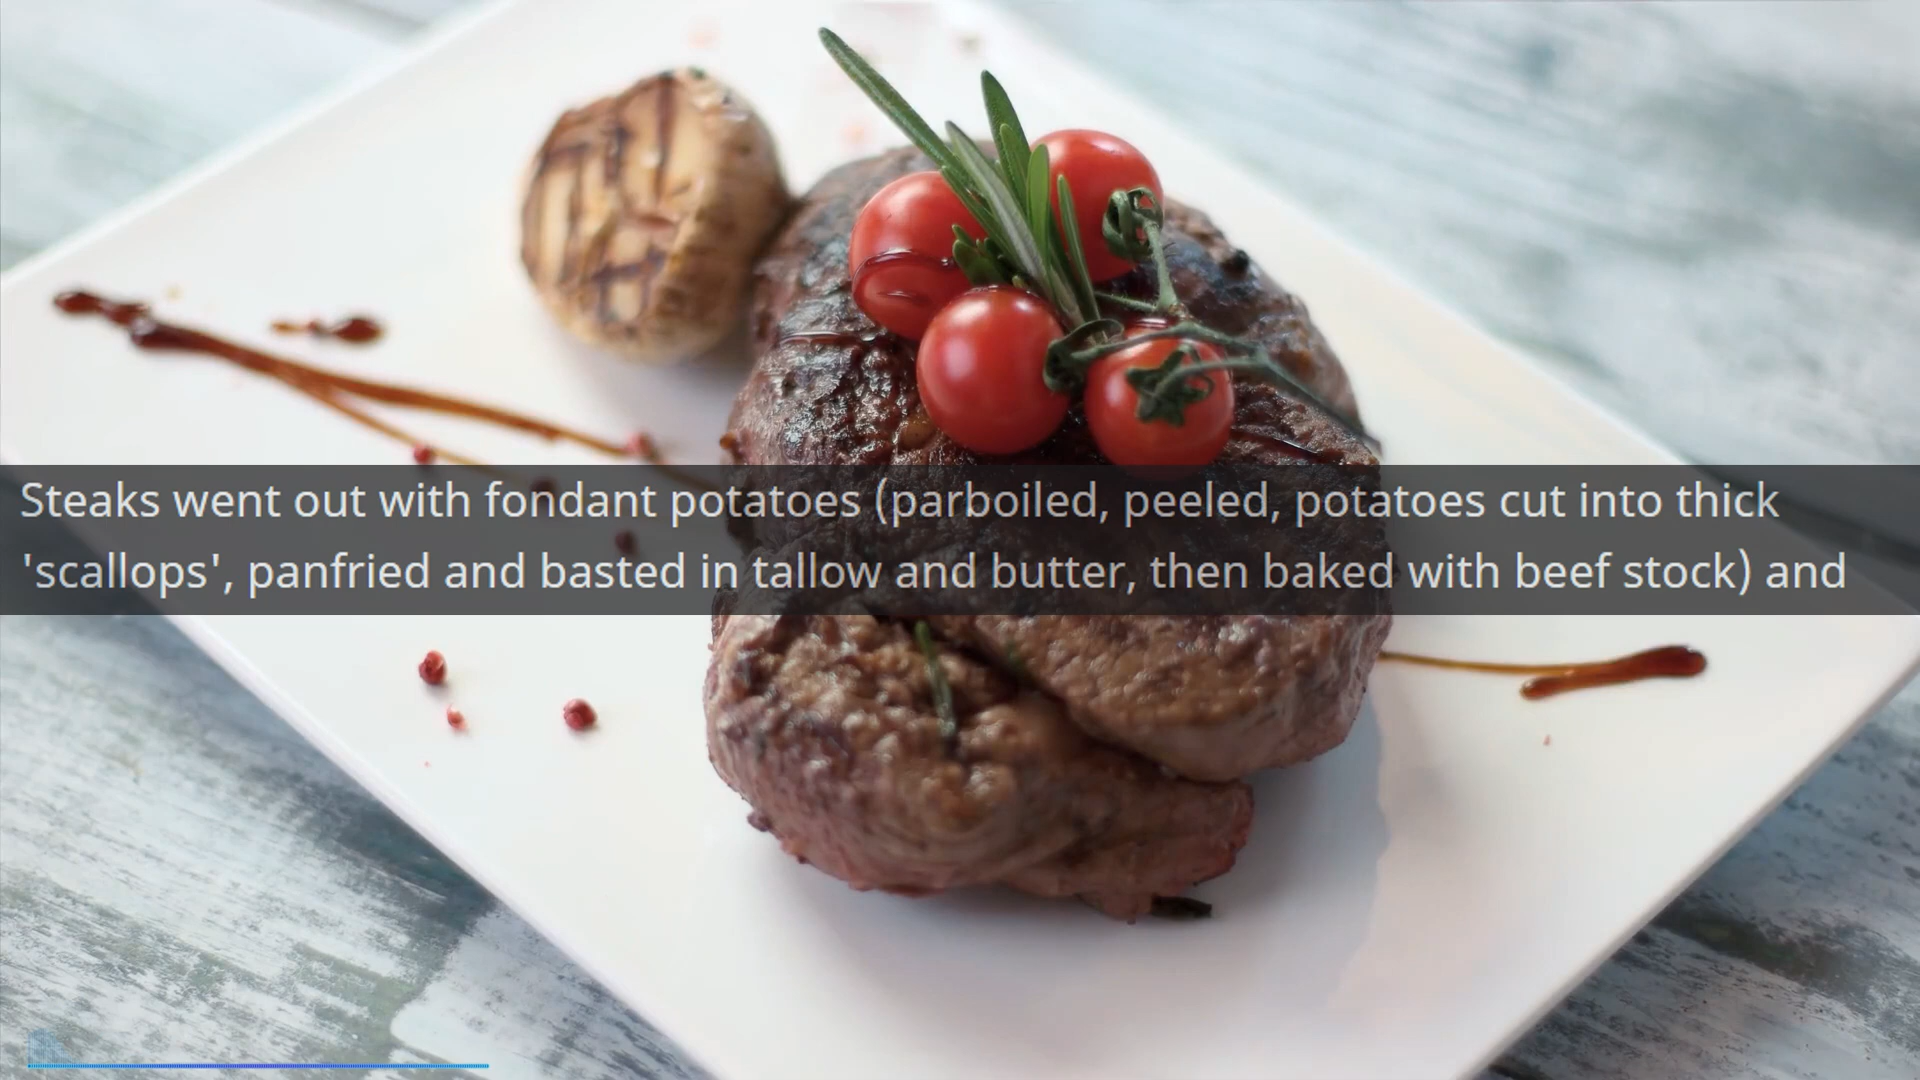 Steaks went out with fondant potatoes (parboiled, peeled, potatoes cut into thick
'scallops', panfried and basted in tallow and butter, then baked with beef stock) and